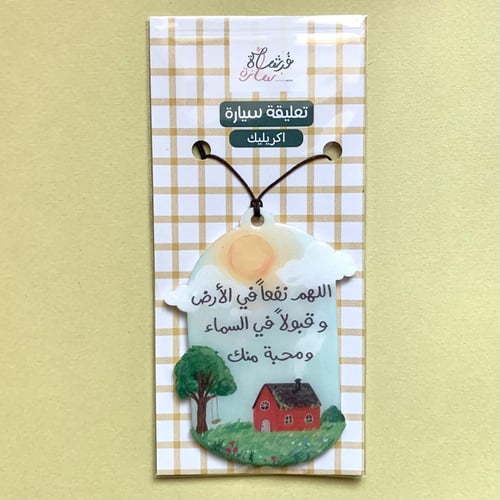 تعليقة سيارة
اكريليك
اللهم نفعاً في الأرض
و قبولاً في السماء
ومحبة منك